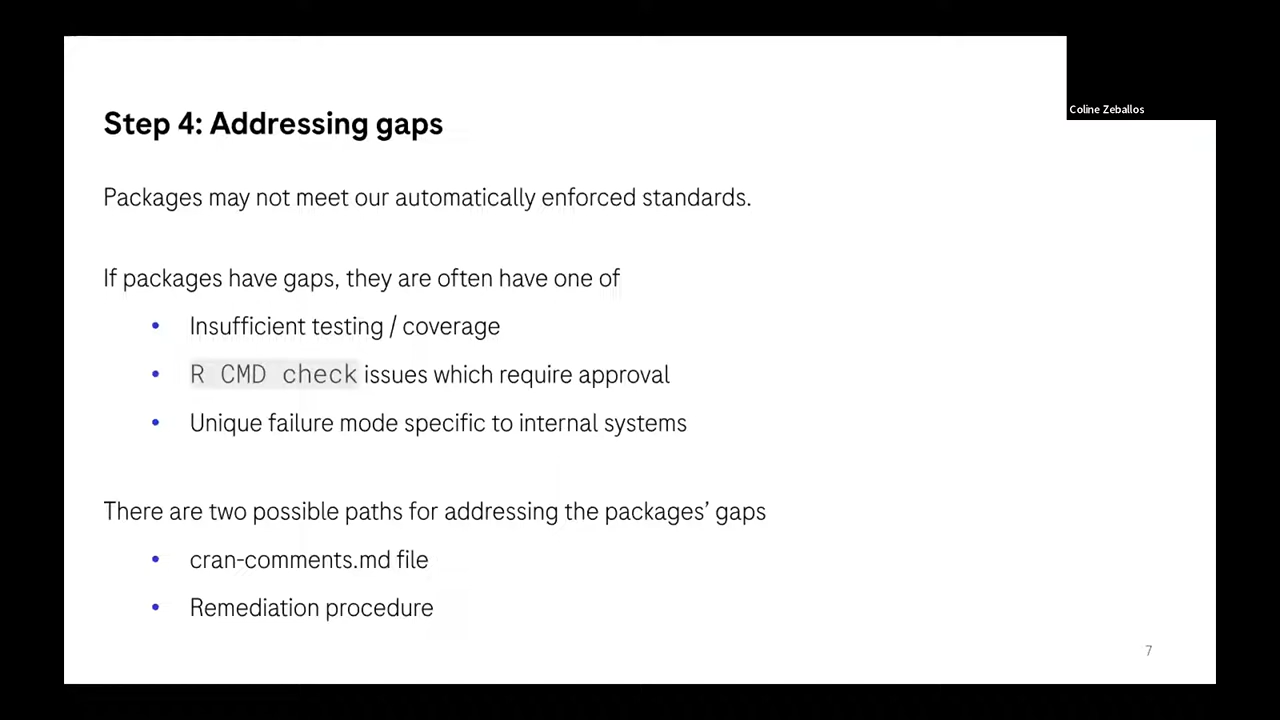 Coline Zeballos
Step 4: Addressing gaps
Packages may not meet our automatically enforced standards.
If packages have gaps, they are often have one of
• Insufficient testing / coverage
• R CMD check issues which require approval
• Unique failure mode specific to internal systems
There are two possible paths for addressing the packages’ gaps
• cran-comments.md file
• Remediation procedure
7